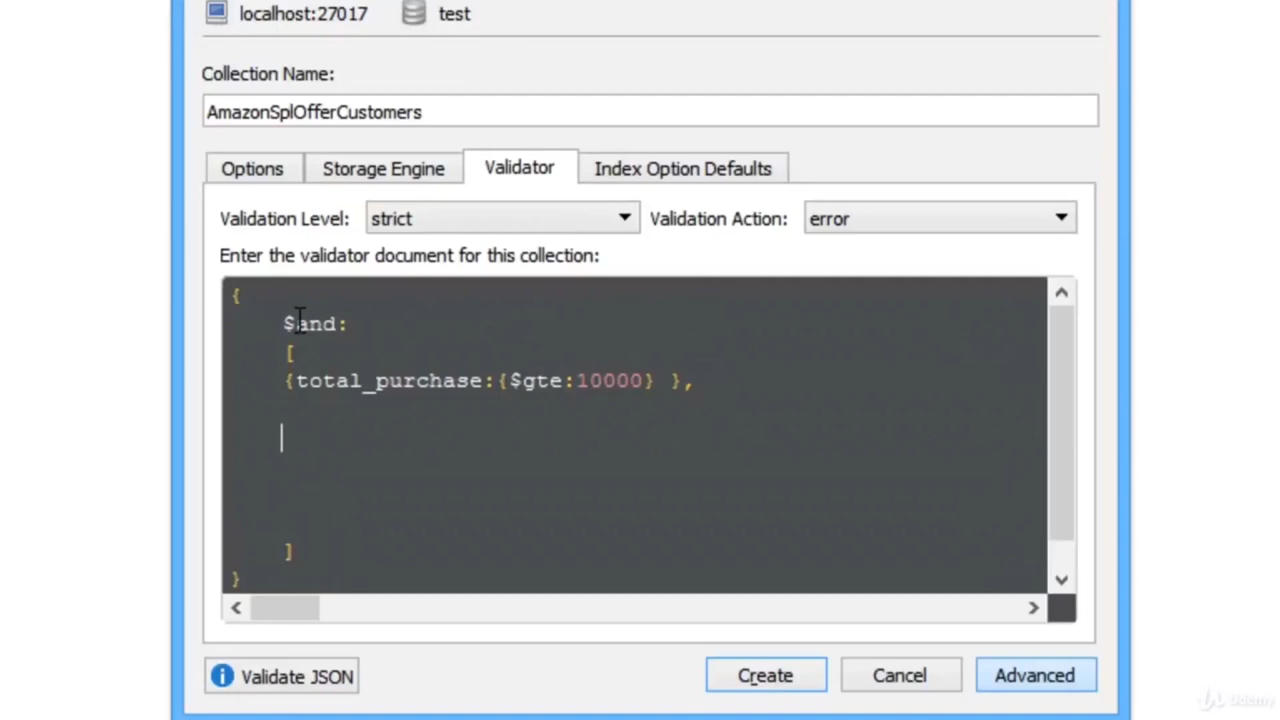 localhost:27017 test
Collection Name:
AmazonSplOfferCustomers
Options Storage Engine Validator Index Option Defaults
Validation Level: strict Validation Action: error
Enter the validator document for this collection:
{
$and:
[
{total_purchase:{$gte:10000} },
]
}
Validate JSON Create Cancel Advanced
Udemy